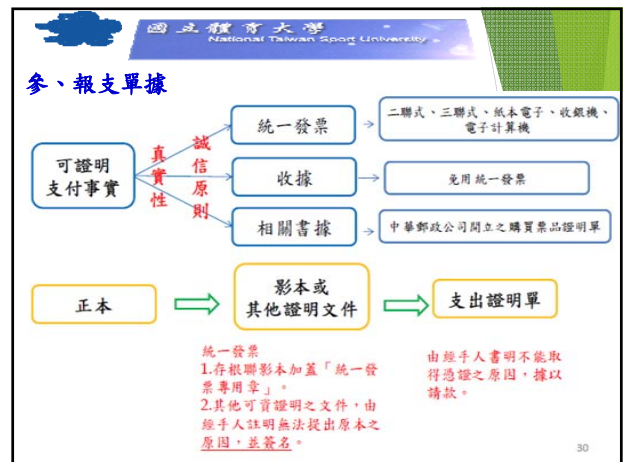 國立體育大學
National Taiwan Sport University
參、報支單據
可證明
支付事實
真實性
誠信原則
統一發票
二聯式、三聯式、紙本電子、收銀機、
電子計算機
收據
免用統一發票
相關書據
中華郵政公司開立之購買票品證明單
正本
影本或
其他證明文件
支出證明單
統一發票
1.存根聯影本加蓋「統一發
票專用章」。
2.其他可資證明之文件，由
經手人註明無法提出原本之
原因，並簽名。
由經手人書明不能取
得憑證之原因，據以
請款。
30